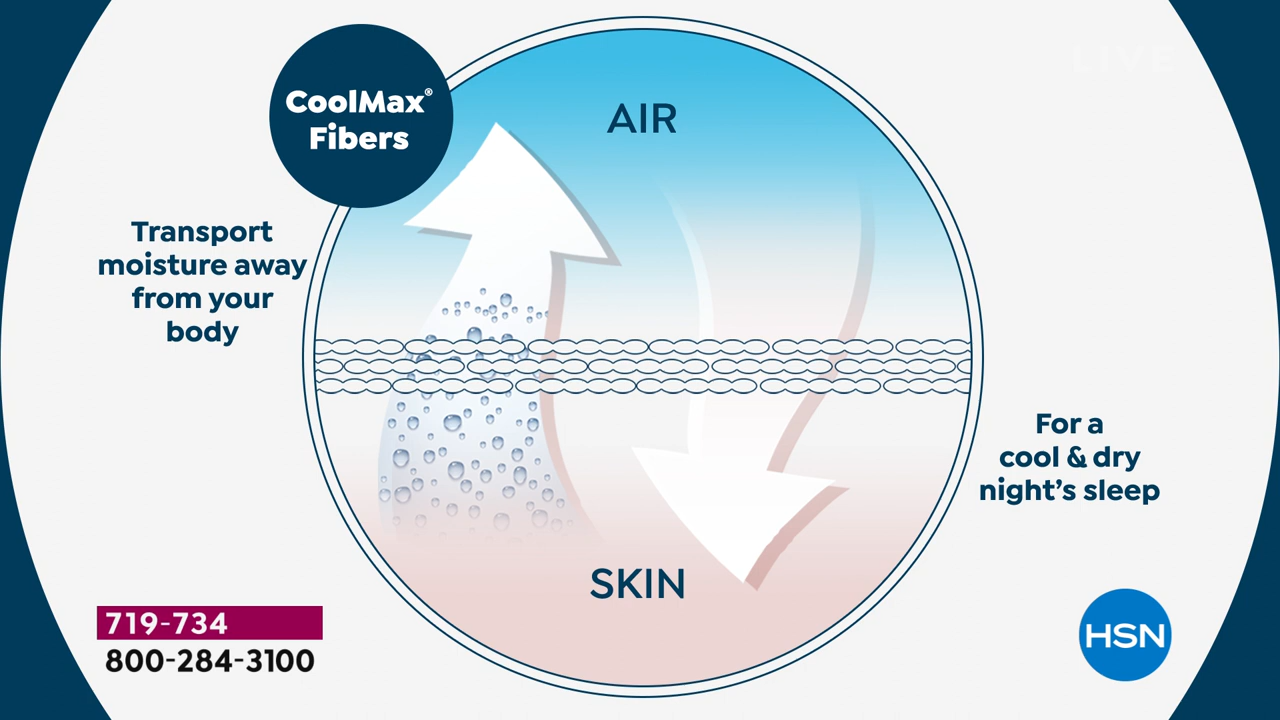 LIVE
CoolMax®
Fibers
AIR
Transport
moisture away
from your
body
For a
cool & dry
night's sleep
SKIN
719-734
800-284-3100
HSN